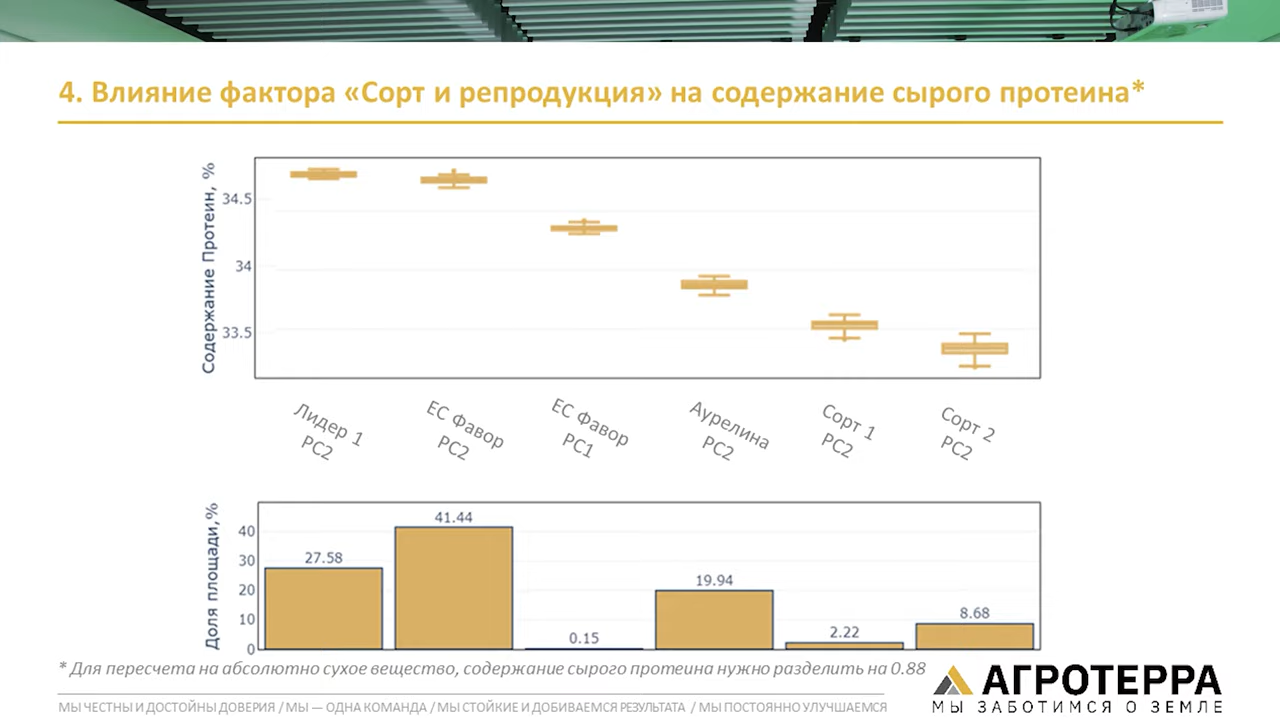 4. Влияние фактора «Сорт и репродукция» на содержание сырого протеина*
Содержание Протеин, %
34.5
34
33.5
Лидер 1
РС2
ЕС Фавор
РС2
ЕС Фавор
РС1
Аурелина
РС2
Сорт 1
РС2
Сорт 2
РС2
Доля площади,%
40
30
20
10
0
27.58
41.44
0.15
19.94
2.22
8.68
* Для пересчета на абсолютно сухое вещество, содержание сырого протеина нужно разделить на 0.88
МЫ ЧЕСТНЫ И ДОСТОЙНЫ ДОВЕРИЯ / МЫ — ОДНА КОМАНДА / МЫ СТОЙКИЕ И ДОБИВАЕМСЯ РЕЗУЛЬТАТА / МЫ ПОСТОЯННО УЛУЧШАЕМСЯ
АГРОТЕРРА
МЫ ЗАБОТИМСЯ О ЗЕМЛЕ